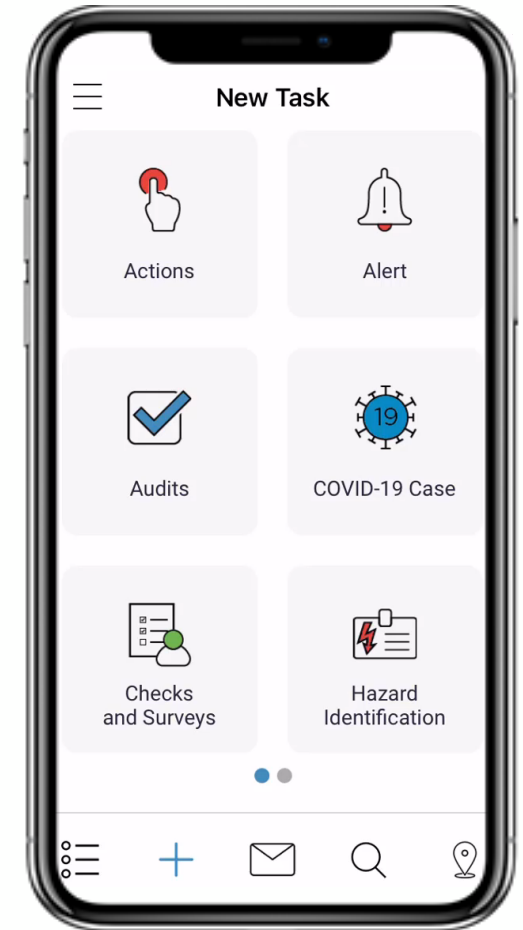 New Task
Actions
Alert
Audits
19
COVID-19 Case
Checks
and Surveys
Hazard
Identification